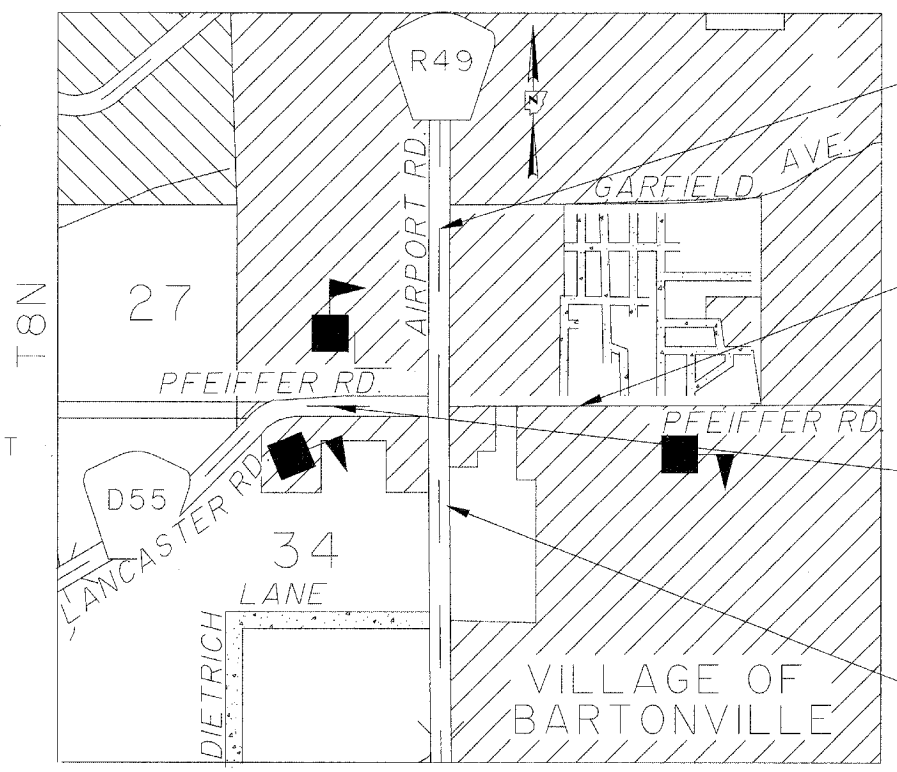 R49
N
AVE.
GARFIELD
AIRPORT RD.
T8N
27
PFEIFFER RD.
PFEIFFER RD
T
D55
LANCASTER RD.
34
LANE
DIETRICH
VILLAGE OF
BARTONVILLE